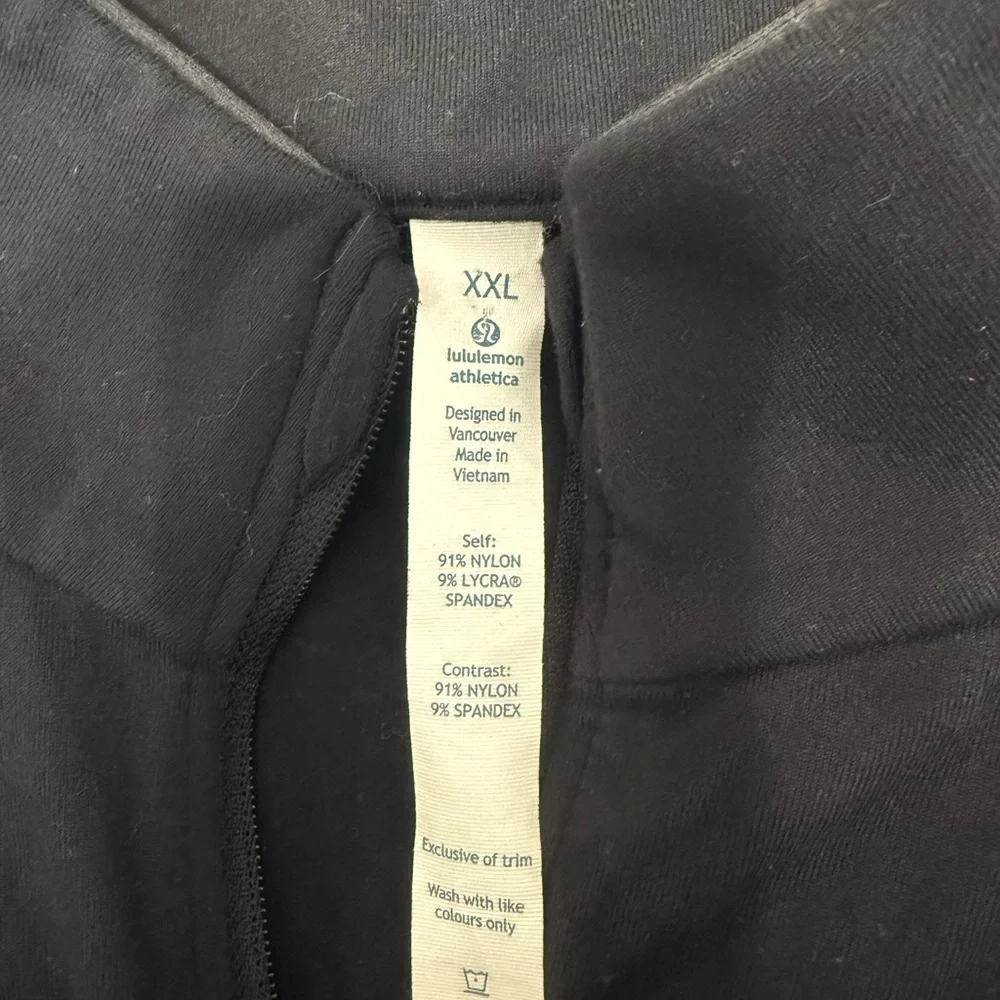 XXL
lululemon
athletica
Designed in
Vancouver
Made in
Vietnam
Self:
91% NYLON
9% LYCRA®
SPANDEX
Contrast:
91% NYLON
9% SPANDEX
Exclusive of trim
Wash with like
colours only